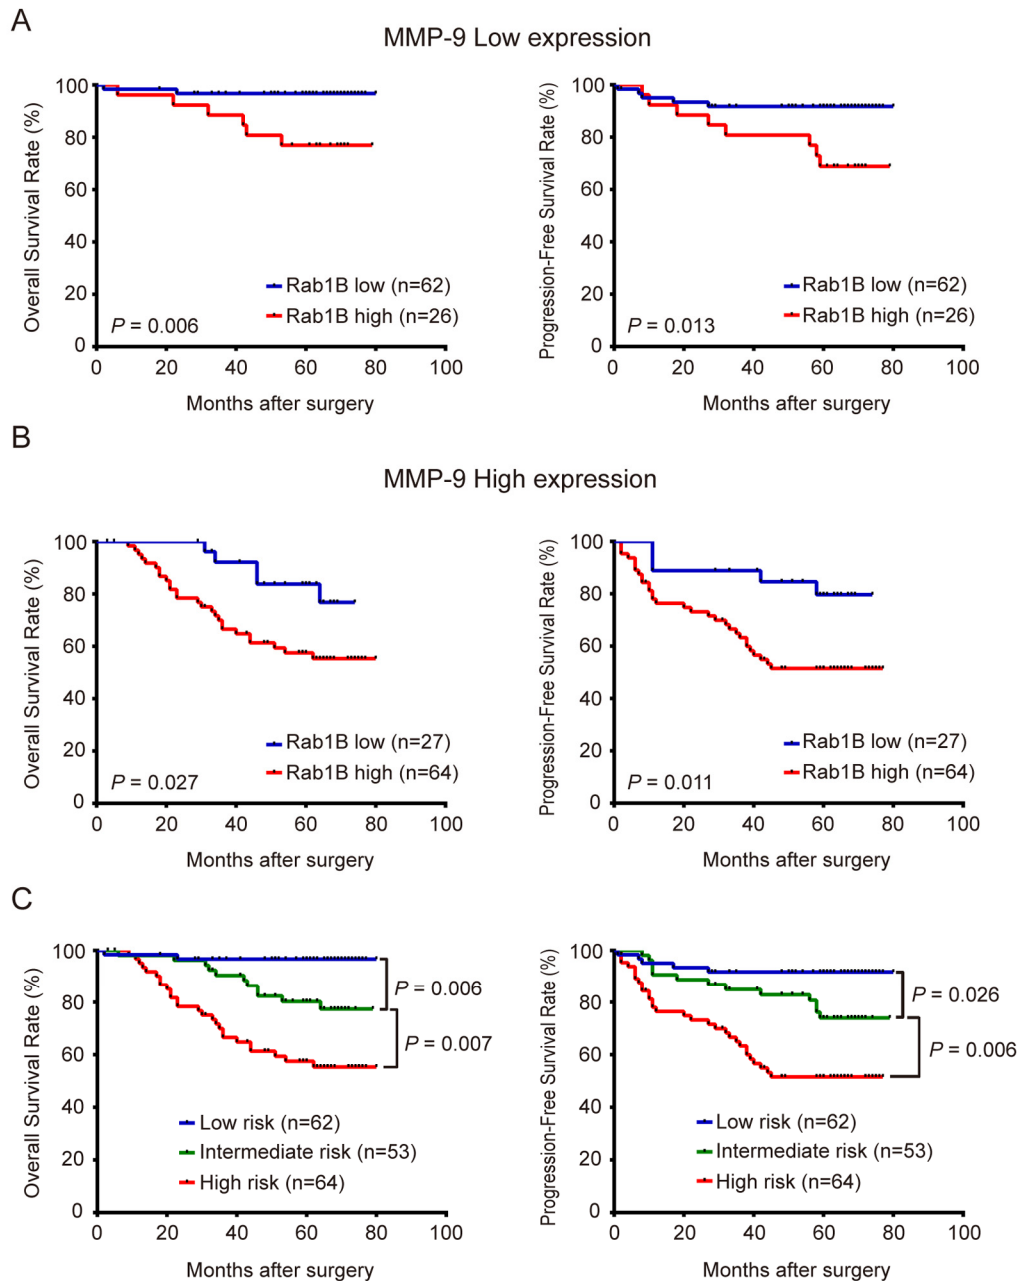 A
MMP-9 Low expression
Overall Survival Rate (%)
100
80
60
40
20
0
Rab1B low (n=62)
Rab1B high (n=26)
P = 0.006
0 20 40 60 80 100
Months after surgery
Progression-Free Survival Rate (%)
100
80
60
40
20
0
Rab1B low (n=62)
Rab1B high (n=26)
P = 0.013
0 20 40 60 80 100
Months after surgery
B
MMP-9 High expression
Overall Survival Rate (%)
100
80
60
40
20
0
Rab1B low (n=27)
Rab1B high (n=64)
P = 0.027
0 20 40 60 80 100
Months after surgery
Progression-Free Survival Rate (%)
100
80
60
40
20
0
Rab1B low (n=27)
Rab1B high (n=64)
P = 0.011
0 20 40 60 80 100
Months after surgery
C
Overall Survival Rate (%)
100
80
60
40
20
0
P = 0.006
P = 0.007
Low risk (n=62)
Intermediate risk (n=53)
High risk (n=64)
0 20 40 60 80 100
Months after surgery
Progression-Free Survival Rate (%)
100
80
60
40
20
0
P = 0.026
P = 0.006
Low risk (n=62)
Intermediate risk (n=53)
High risk (n=64)
0 20 40 60 80 100
Months after surgery